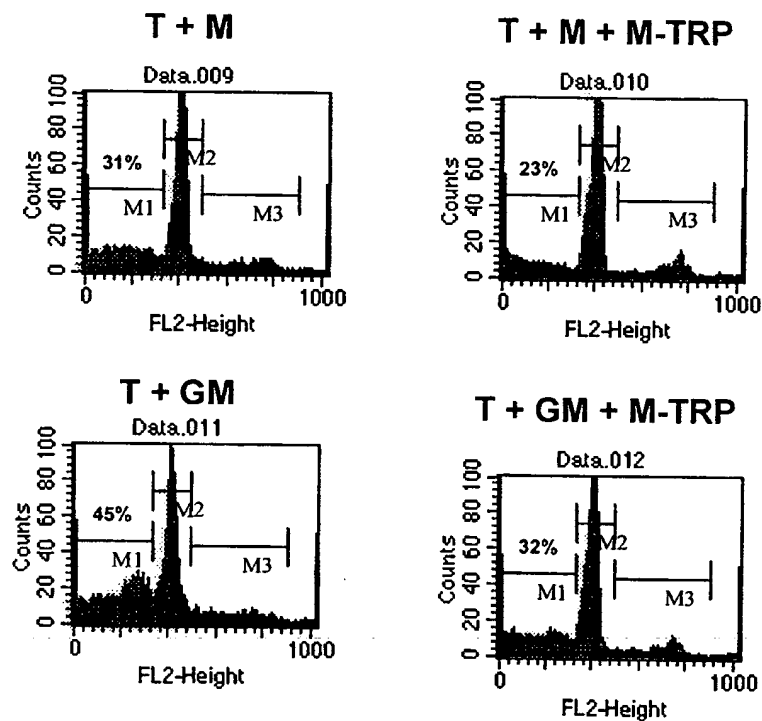 T + M
Data.009
Counts
100
80
60
40
20
0
31%
M1
M2
M3
0
1000
FL2-Height
T + M + M-TRP
Data.010
Counts
100
80
60
40
20
0
23%
M1
M2
M3
0
1000
FL2-Height
T + GM
Data.011
Counts
100
80
60
40
20
0
45%
M1
M2
M3
0
1000
FL2-Height
T + GM + M-TRP
Data.012
Counts
100
80
60
40
20
0
32%
M1
M2
M3
0
1000
FL2-Height